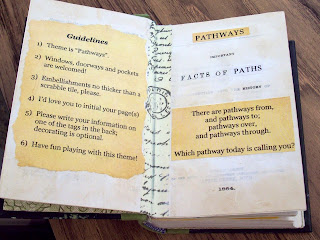 Guidelines
1) Theme is "Pathways".
2) Windows, doorways and pockets
are welcomed!
3) Embellishments no thicker than a
scrabble tile, please.
4) I'd love you to initial your page(s)
5) Please write your information on
one of the tags in the back;
decorating is optional.
6) Have fun playing with this theme!
PATHWAYS
IMPORTANT
FACTS OF PATHS
There are pathways from,
and pathways to;
pathways over,
and pathways through.
Which pathway today is calling you?
1884.